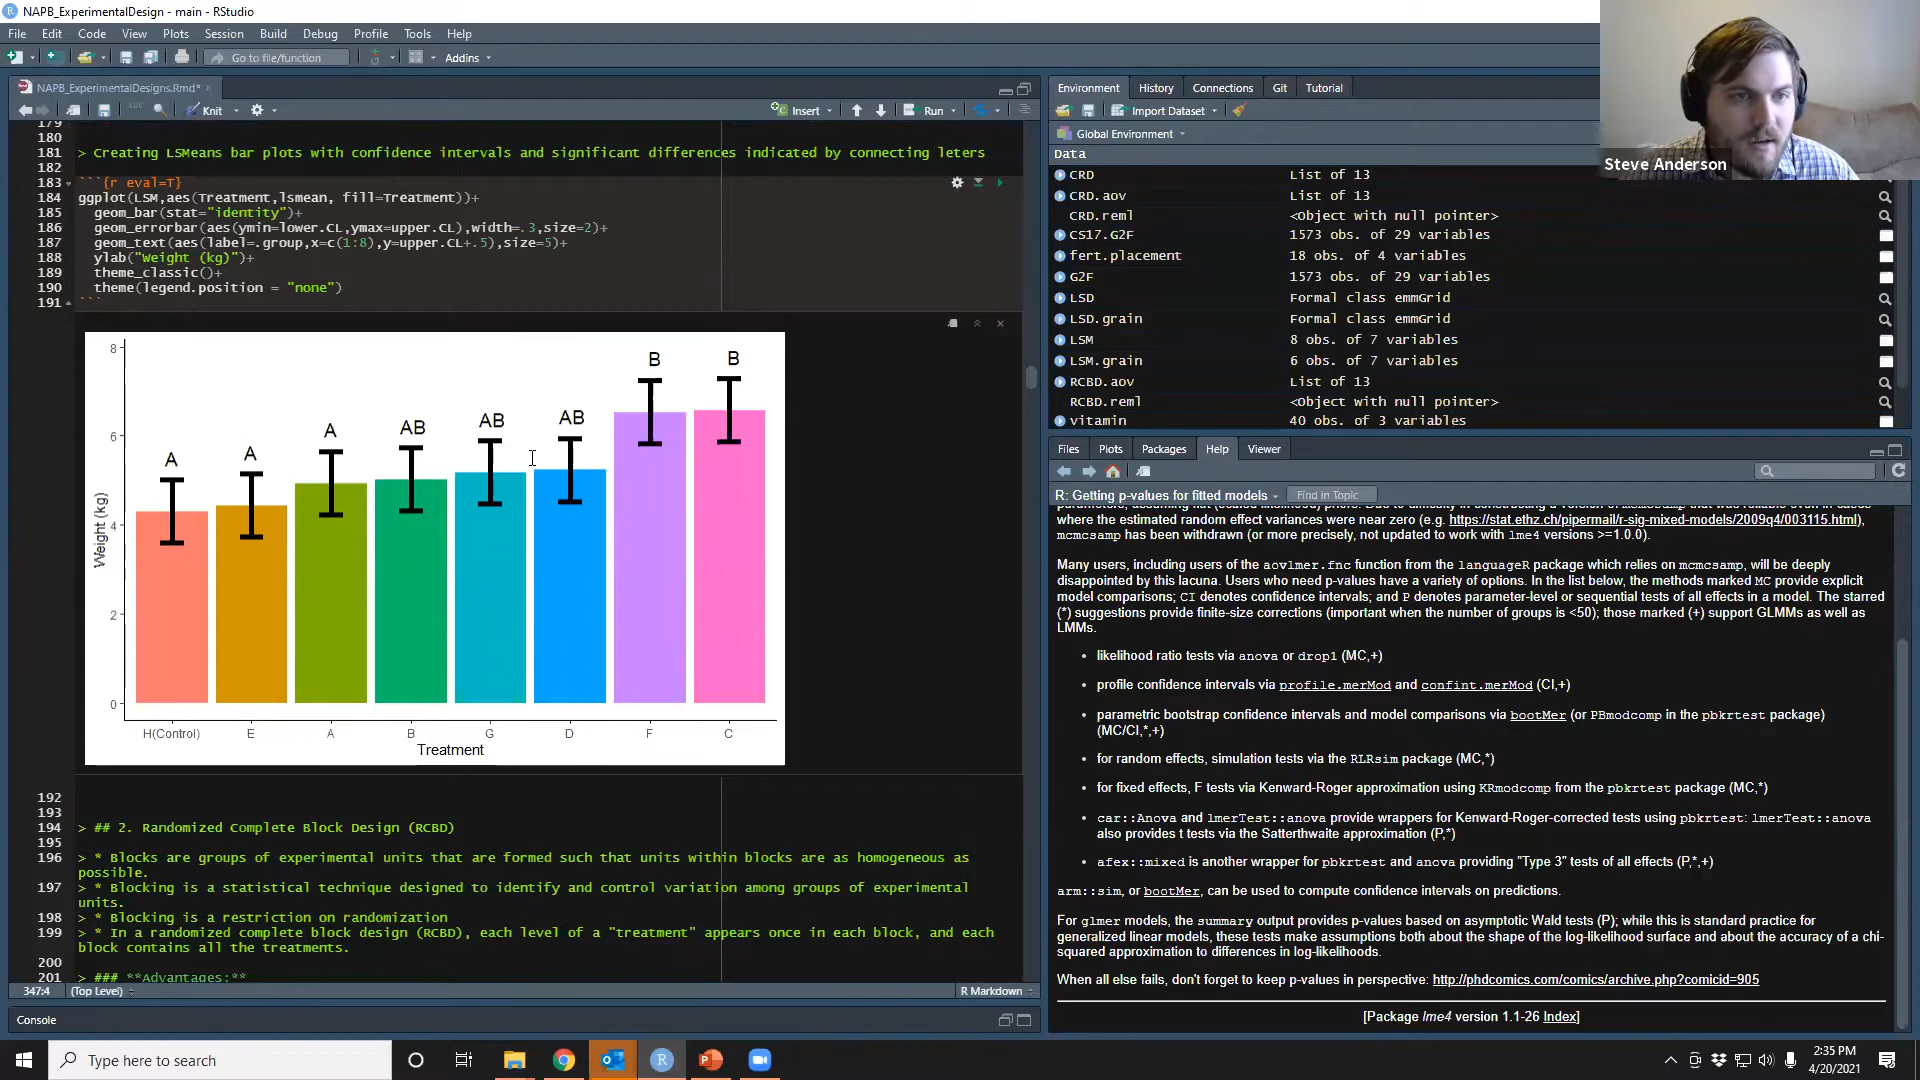 NAPB_ExperimentalDesign - main - RStudio
File Edit Code View Plots Session Build Debug Profile Tools Help
Go to file/function Addins
NAPB_ExperimentalDesigns.Rmd*
Knit Insert Run
179
180
181 > Creating LSMeans bar plots with confidence intervals and significant differences indicated by connecting leters
182
183 ```{r eval=T}
184 ggplot(LSM,aes(Treatment,lsmean, fill=Treatment))+
185 geom_bar(stat="identity")+
186 geom_errorbar(aes(ymin=lower.CL,ymax=upper.CL),width=.3,size=2)+
187 geom_text(aes(label=.group,x=c(1:8),y=upper.CL+.5),size=5)+
188 ylab("Weight (kg)")+
189 theme_classic()+
190 theme(legend.position = "none")
191 ```
8
B B
6
A A A AB AB AB
Weight (kg)
4
2
0
H(Control) E A B G D F C
Treatment
192
193
194 > ## 2. Randomized Complete Block Design (RCBD)
195
196 > * Blocks are groups of experimental units that are formed such that units within blocks are as homogeneous as
possible.
197 > * Blocking is a statistical technique designed to identify and control variation among groups of experimental
units.
198 > * Blocking is a restriction on randomization
199 > * In a randomized complete block design (RCBD), each level of a "treatment" appears once in each block, and each
block contains all the treatments.
200
201 > ### **Advantages:**
347:4 (Top Level) R Markdown
Console
Environment History Connections Git Tutorial
Import Dataset
Global Environment
Data
CRD List of 13
CRD.aov List of 13
CRD.reml <Object with null pointer>
CS17.G2F 1573 obs. of 29 variables
fert.placement 18 obs. of 4 variables
G2F 1573 obs. of 29 variables
LSD Formal class emmGrid
LSD.grain Formal class emmGrid
LSM 8 obs. of 7 variables
LSM.grain 6 obs. of 7 variables
RCBD.aov List of 13
RCBD.reml <Object with null pointer>
vitamin 40 obs. of 3 variables
Steve Anderson
Files Plots Packages Help Viewer
R: Getting p-values for fitted models Find in Topic
where the estimated random effect variances were near zero (e.g. https://stat.ethz.ch/pipermail/r-sig-mixed-models/2009q4/003115.html),
mcmcsamp has been withdrawn (or more precisely, not updated to work with lme4 versions >=1.0.0).
Many users, including users of the aovlmer.fnc function from the languageR package which relies on mcmcsamp, will be deeply
disappointed by this lacuna. Users who need p-values have a variety of options. In the list below, the methods marked MC provide explicit
model comparisons; CI denotes confidence intervals; and P denotes parameter-level or sequential tests of all effects in a model. The starred
(*) suggestions provide finite-size corrections (important when the number of groups is <50); those marked (+) support GLMMs as well as
LMMs.
• likelihood ratio tests via anova or drop1 (MC,+)
• profile confidence intervals via profile.merMod and confint.merMod (CI,+)
• parametric bootstrap confidence intervals and model comparisons via bootMer (or PBmodcomp in the pbkrtest package)
(MC/CI,*,+)
• for random effects, simulation tests via the RLRsim package (MC,*)
• for fixed effects, F tests via Kenward-Roger approximation using KRmodcomp from the pbkrtest package (MC,*)
• car::Anova and lmerTest::anova provide wrappers for Kenward-Roger-corrected tests using pbkrtest: lmerTest::anova
also provides t tests via the Satterthwaite approximation (P,*)
• afex::mixed is another wrapper for pbkrtest and anova providing "Type 3" tests of all effects (P,*,+)
arm::sim, or bootMer, can be used to compute confidence intervals on predictions.
For glmer models, the summary output provides p-values based on asymptotic Wald tests (P); while this is standard practice for
generalized linear models, these tests make assumptions both about the shape of the log-likelihood surface and about the accuracy of a chi-
squared approximation to differences in log-likelihoods.
When all else fails, don't forget to keep p-values in perspective: http://phdcomics.com/comics/archive.php?comicid=905
[Package lme4 version 1.1-26 Index]
Type here to search
2:35 PM
4/20/2021